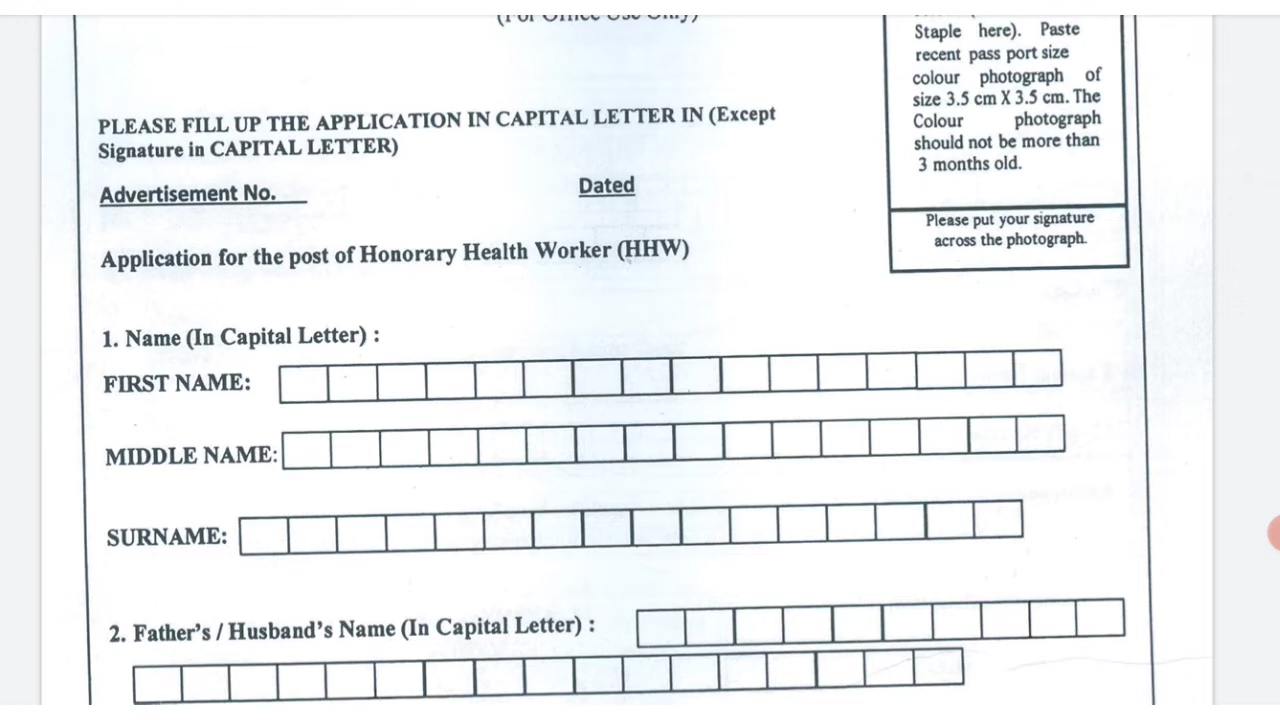 (For Office Use Only)
Staple here). Paste
recent pass port size
colour photograph of
size 3.5 cm X 3.5 cm. The
Colour photograph
should not be more than
3 months old.
Please put your signature
across the photograph.
PLEASE FILL UP THE APPLICATION IN CAPITAL LETTER IN (Except
Signature in CAPITAL LETTER)
Advertisement No.
Dated
Application for the post of Honorary Health Worker (HHW)
1. Name (In Capital Letter) :
FIRST NAME:
MIDDLE NAME:
SURNAME:
2. Father's / Husband's Name (In Capital Letter) :